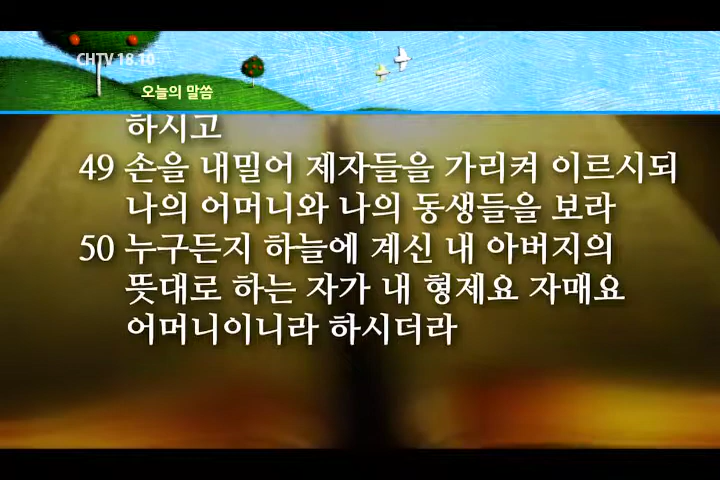 CHTV 18.10
오늘의 말씀
하시고
49 손을 내밀어 제자들을 가리켜 이르시되
나의 어머니와 나의 동생들을 보라
50 누구든지 하늘에 계신 내 아버지의
뜻대로 하는 자가 내 형제요 자매요
어머니이니라 하시더라